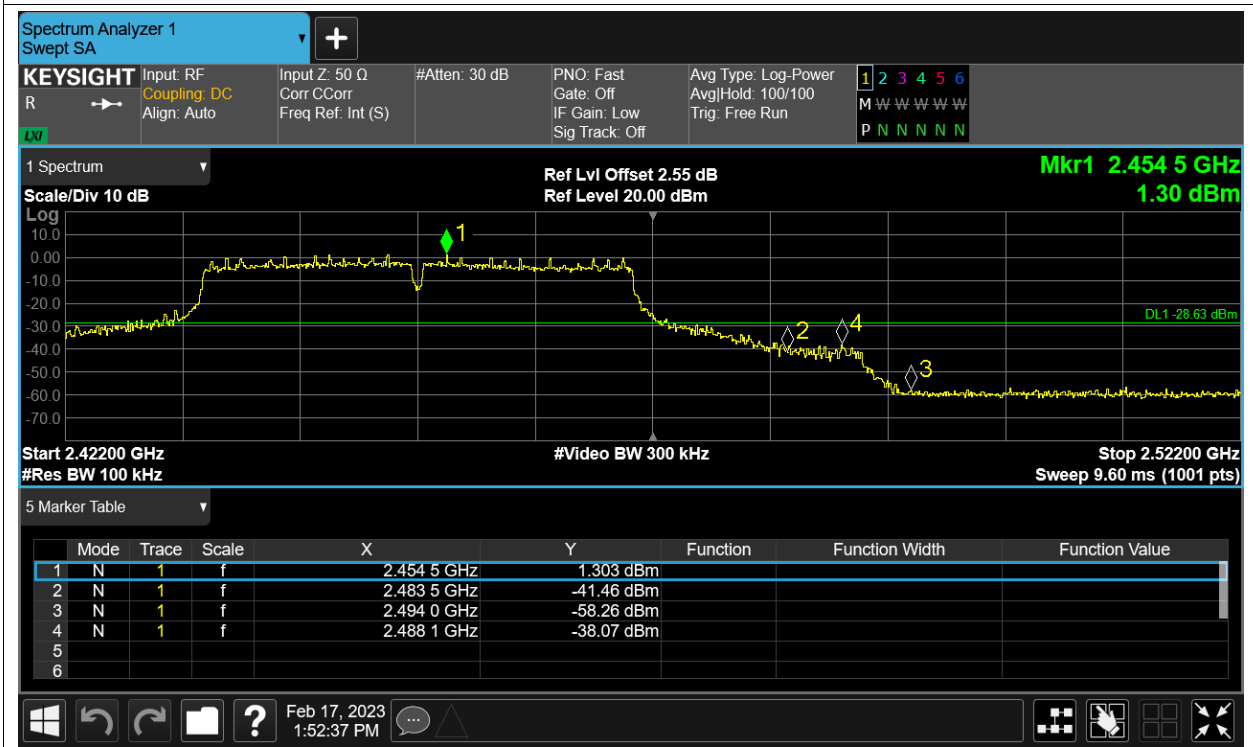 Spectrum Analyzer 1
Swept SA
KEYSIGHT
R
LXI
Input: RF
Coupling: DC
Align: Auto
Input Z: 50 Ω
Corr CCorr
Freq Ref: Int (S)
#Atten: 30 dB
PNO: Fast
Gate: Off
IF Gain: Low
Sig Track: Off
Avg Type: Log-Power
Avg|Hold: 100/100
Trig: Free Run
1 2 3 4 5 6
M W W W W W
P N N N N N
1 Spectrum
Scale/Div 10 dB
Ref Lvl Offset 2.55 dB
Ref Level 20.00 dBm
Mkr1 2.454 5 GHz
1.30 dBm
Log
10.0
0.00
-10.0
-20.0
-30.0
-40.0
-50.0
-60.0
-70.0
1
2
4
3
DL1 -28.63 dBm
Start 2.42200 GHz
#Video BW 300 kHz
Stop 2.52200 GHz
#Res BW 100 kHz
Sweep 9.60 ms (1001 pts)
5 Marker Table
Mode Trace Scale X Y Function Function Width Function Value
1 N 1 f 2.454 5 GHz 1.303 dBm
2 N 1 f 2.483 5 GHz -41.46 dBm
3 N 1 f 2.494 0 GHz -58.26 dBm
4 N 1 f 2.488 1 GHz -38.07 dBm
5
6
?
Feb 17, 2023
1:52:37 PM